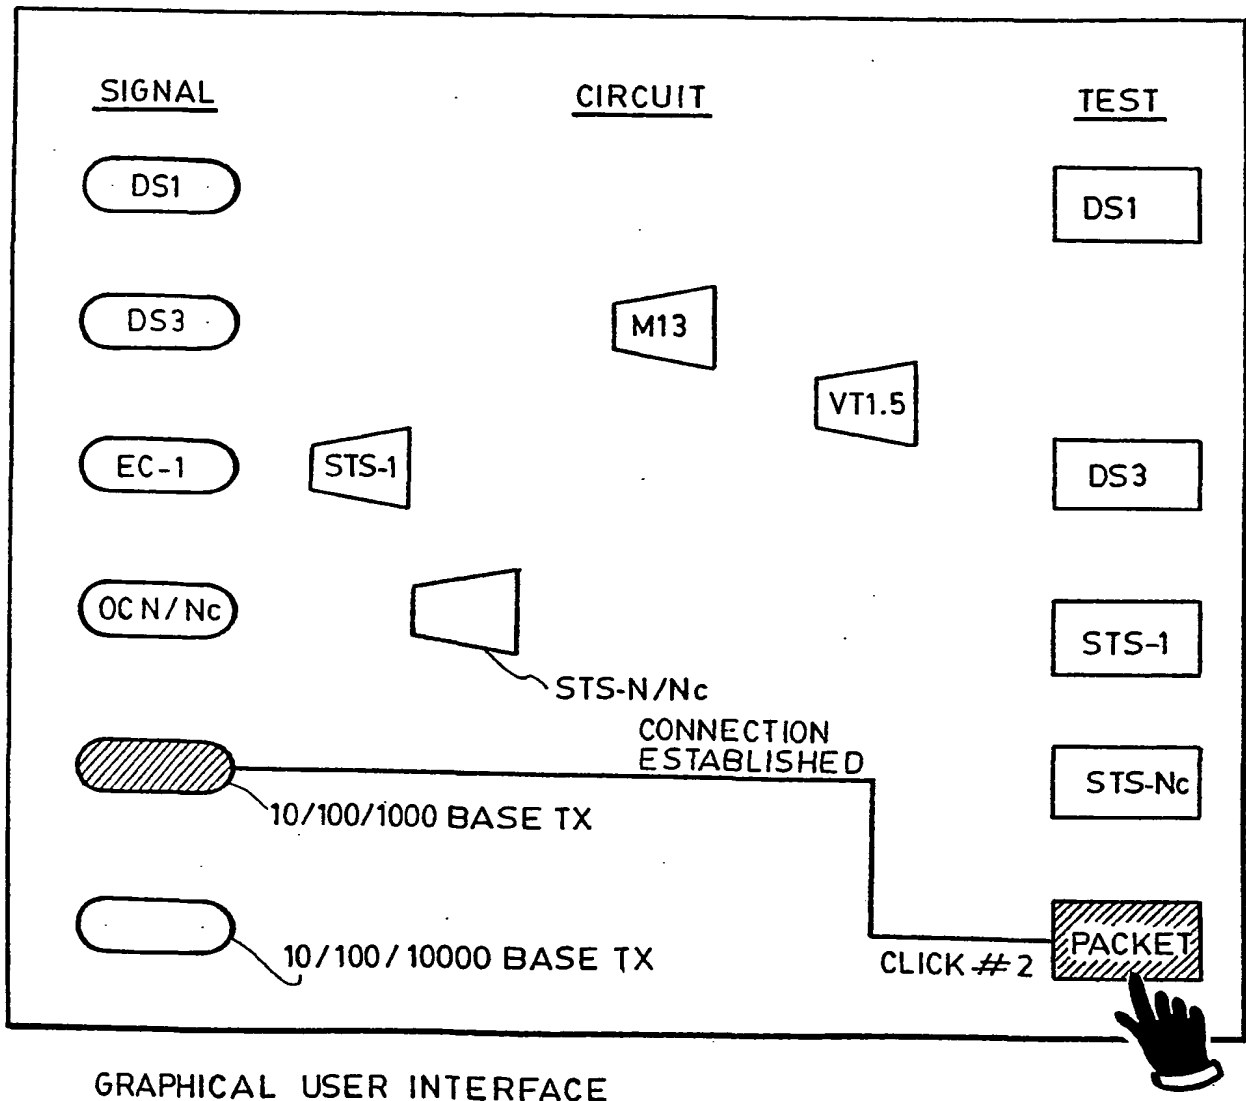 SIGNAL
CIRCUIT
TEST
DS1
DS1
DS3
M13
VT1.5
EC-1
STS-1
DS3
OCN/Nc
STS-1
STS-N/Nc
CONNECTION
ESTABLISHED
STS-Nc
10/100/1000 BASE TX
PACKET
10/100/10000 BASE TX
CLICK #2
GRAPHICAL USER INTERFACE